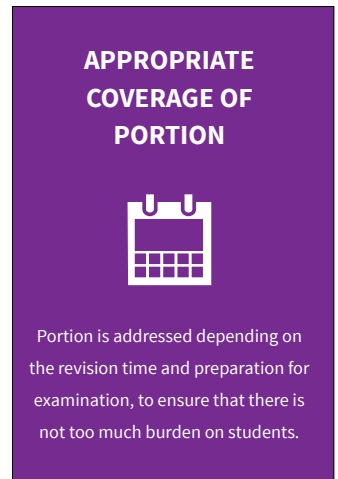 APPROPRIATE
COVERAGE OF
PORTION
Portion is addressed depending on
the revision time and preparation for
examination, to ensure that there is
not too much burden on students.